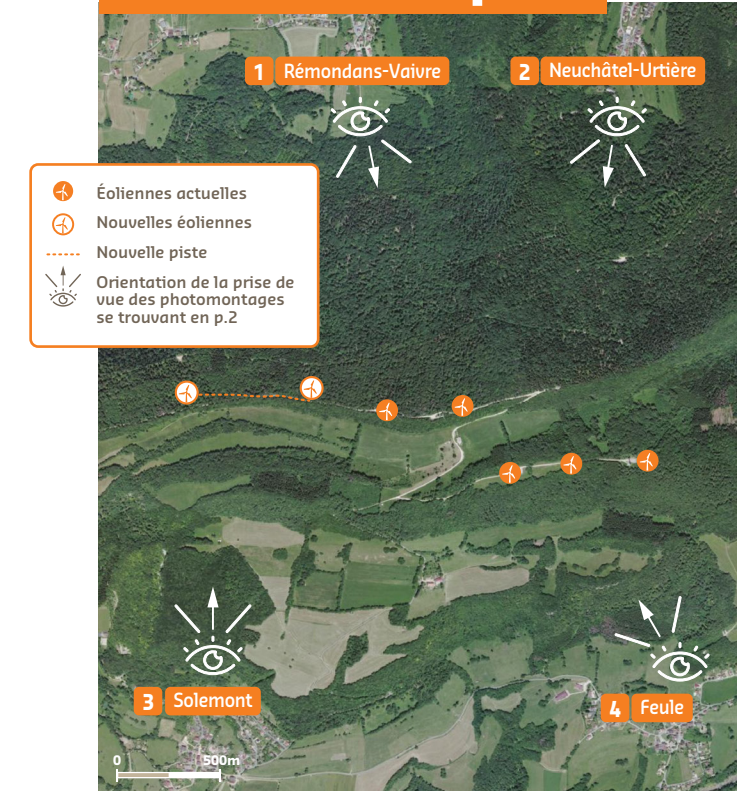 1 Rémondans-Vaivre
2 Neuchâtel-Urtière
Éoliennes actuelles
Nouvelles éoliennes
Nouvelle piste
Orientation de la prise de
vue des photomontages
se trouvant en p.2
3 Solemont
4 Feule
0 500m